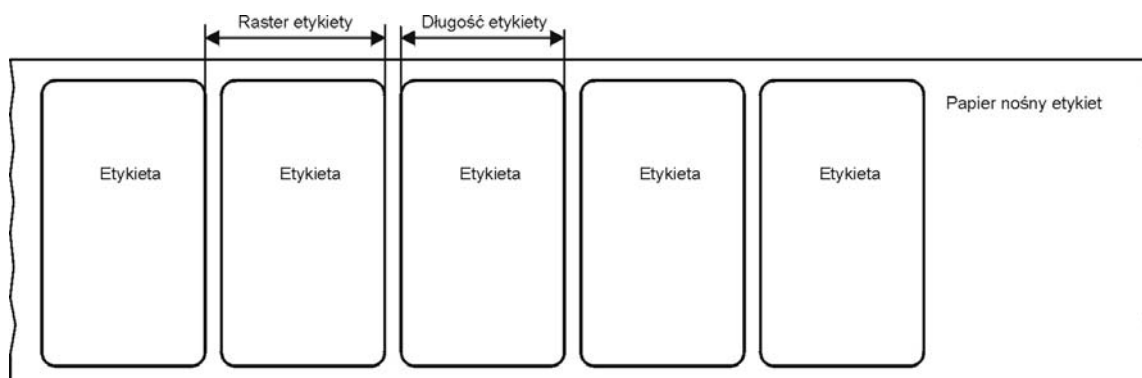 Raster etykiety
Długość etykiety
Papier nośny etykiet
Etykieta
Etykieta
Etykieta
Etykieta
Etykieta